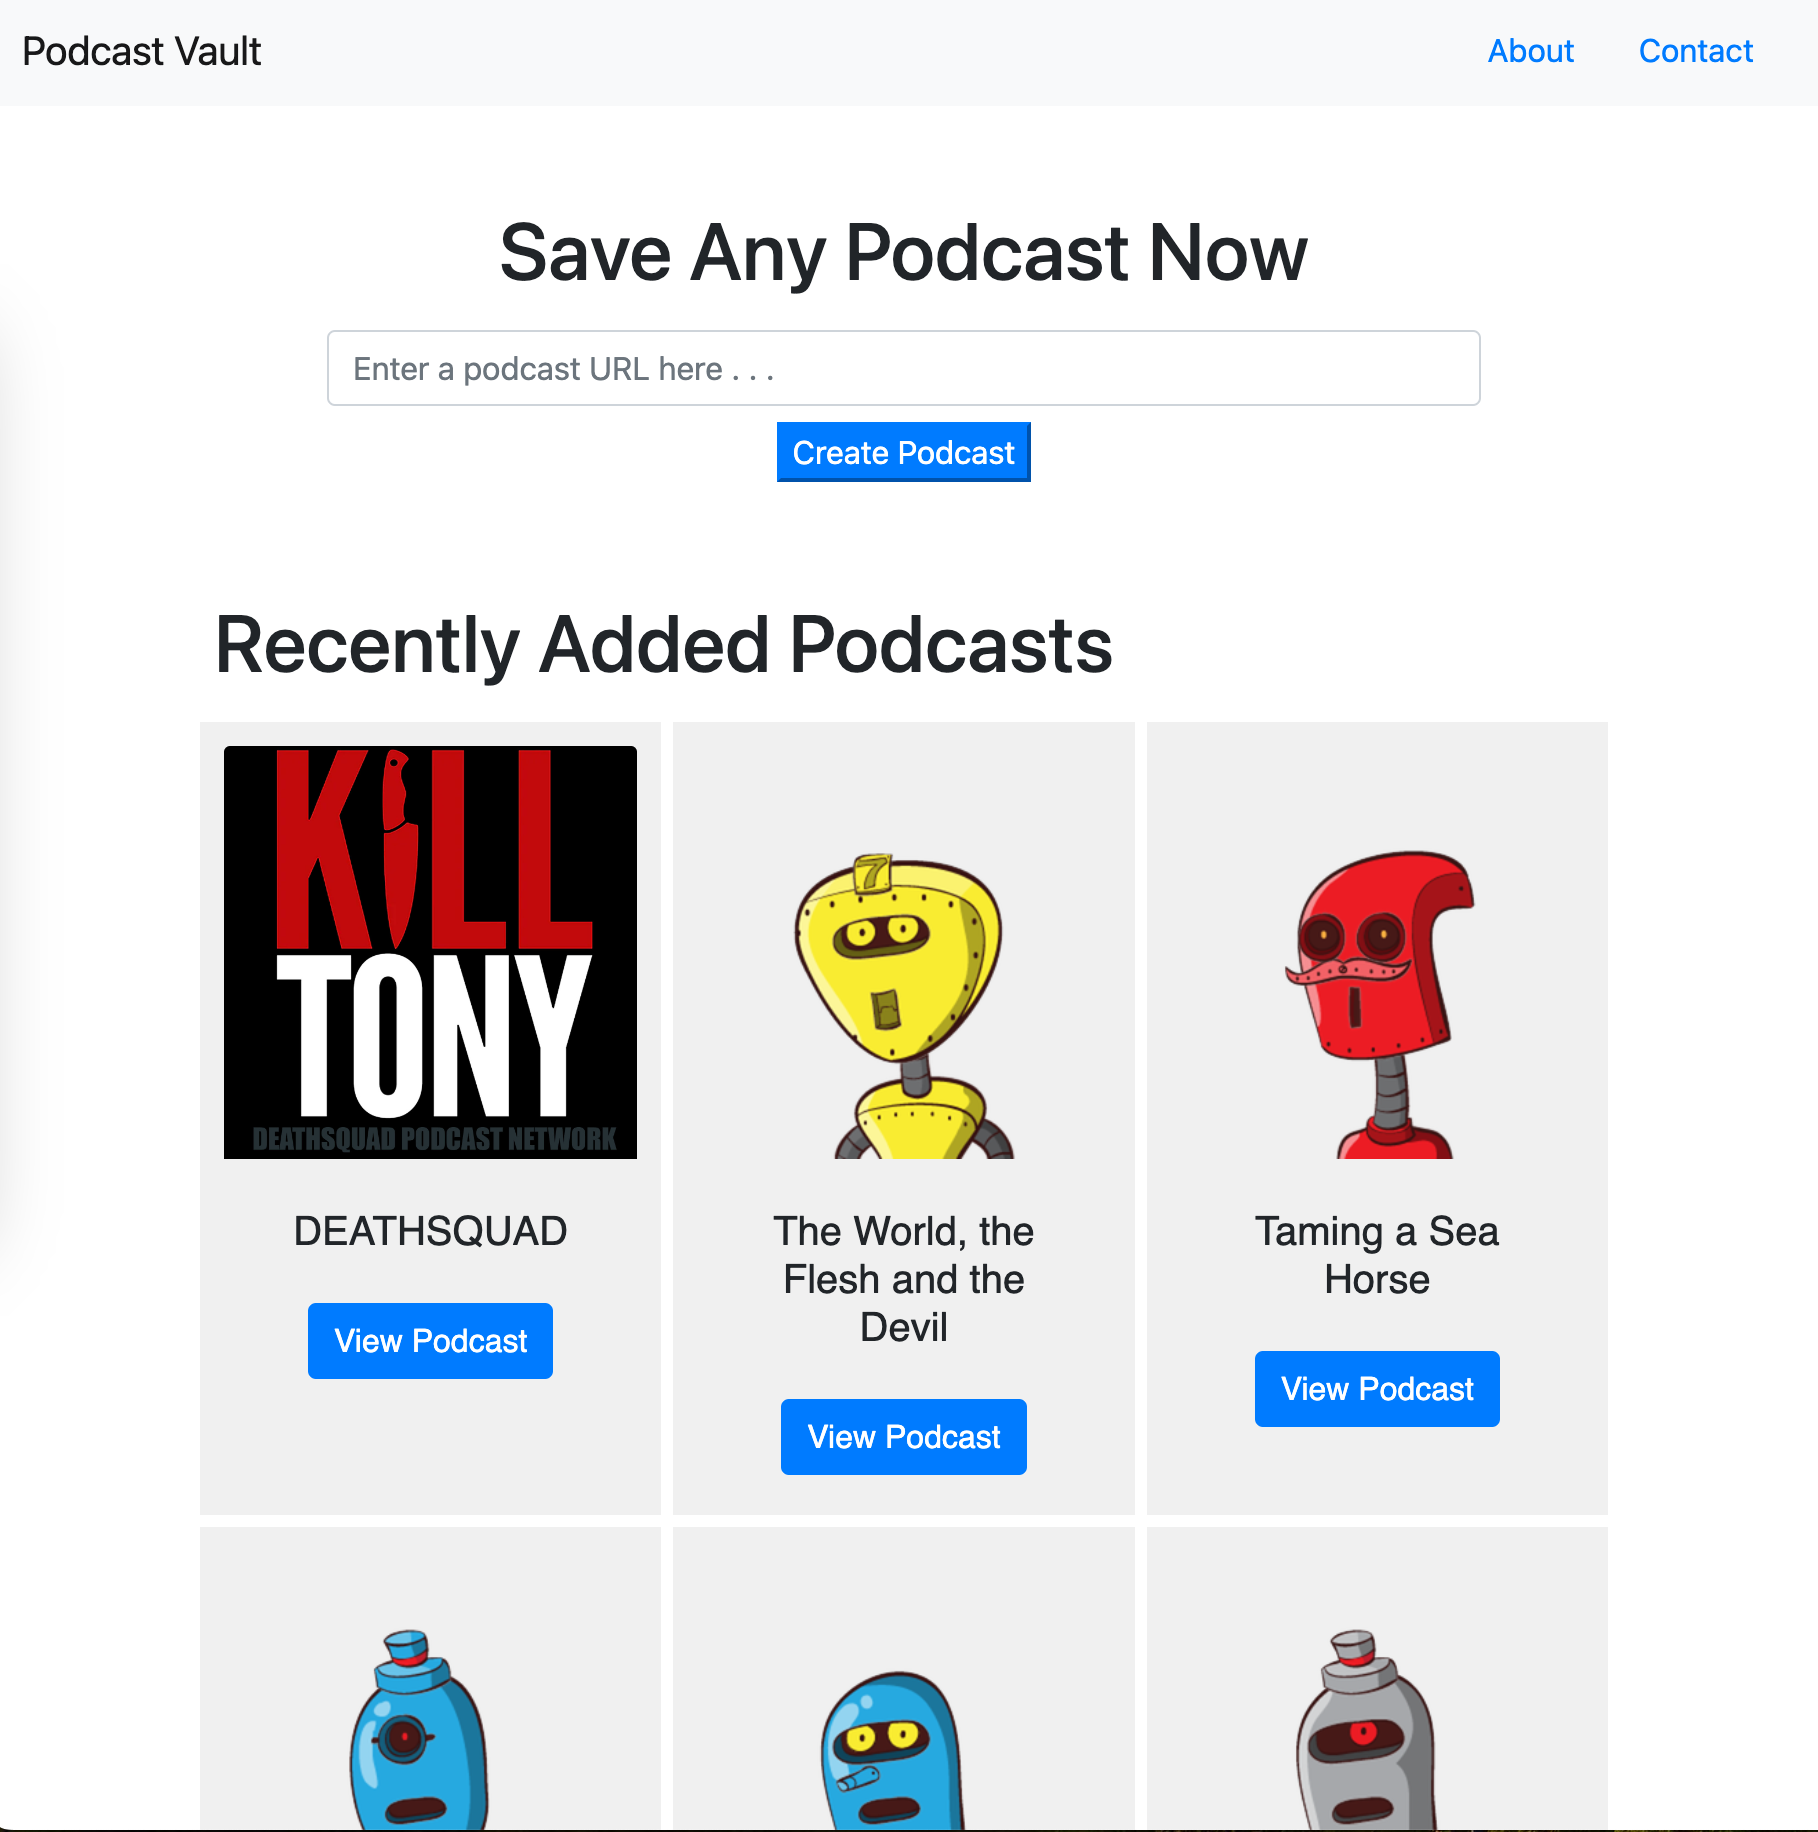 Podcast Vault
About
Contact
Save Any Podcast Now
Enter a podcast URL here . . .
Create Podcast
Recently Added Podcasts
KILL
TONY
DEATHSQUAD PODCAST NETWORK
DEATHSQUAD
View Podcast
7
The World, the
Flesh and the
Devil
View Podcast
Taming a Sea
Horse
View Podcast